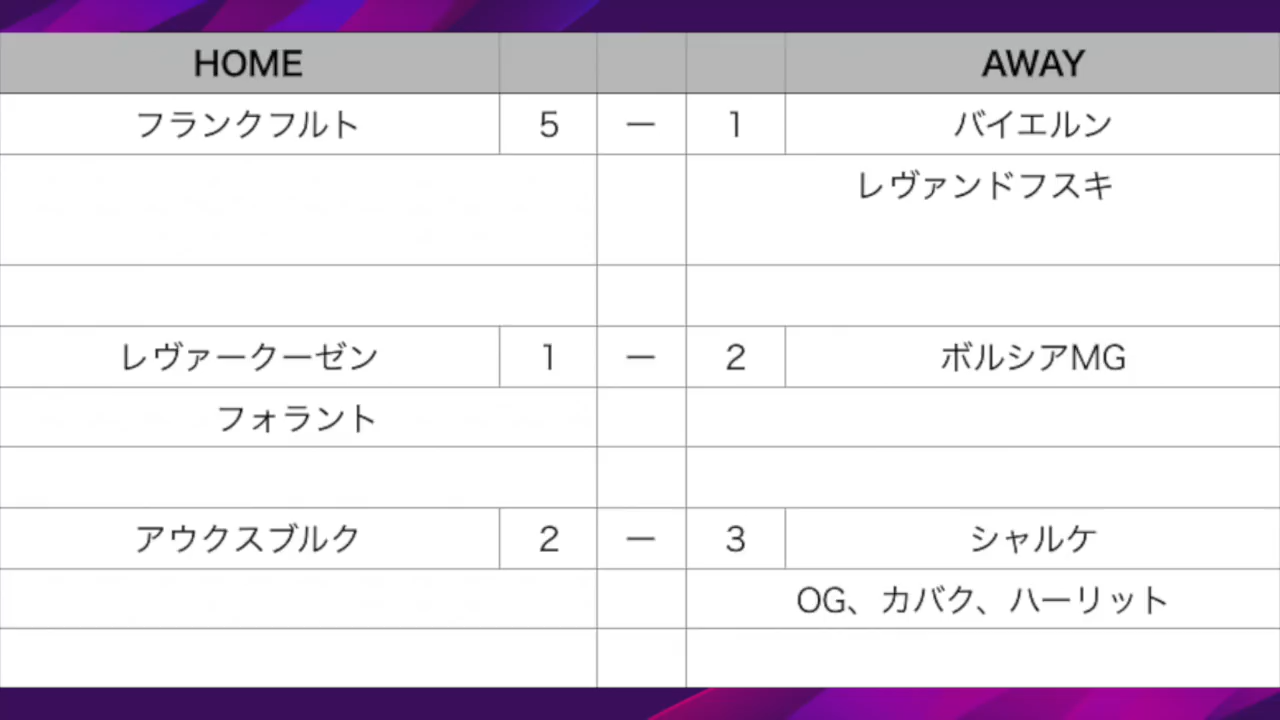 HOME AWAY
フランクフルト 5 ー 1 バイエルン
レヴァンドフスキ
レヴァークーゼン 1 ー 2 ボルシアMG
フォラント
アウクスブルク 2 ー 3 シャルケ
OG、カバク、ハーリット